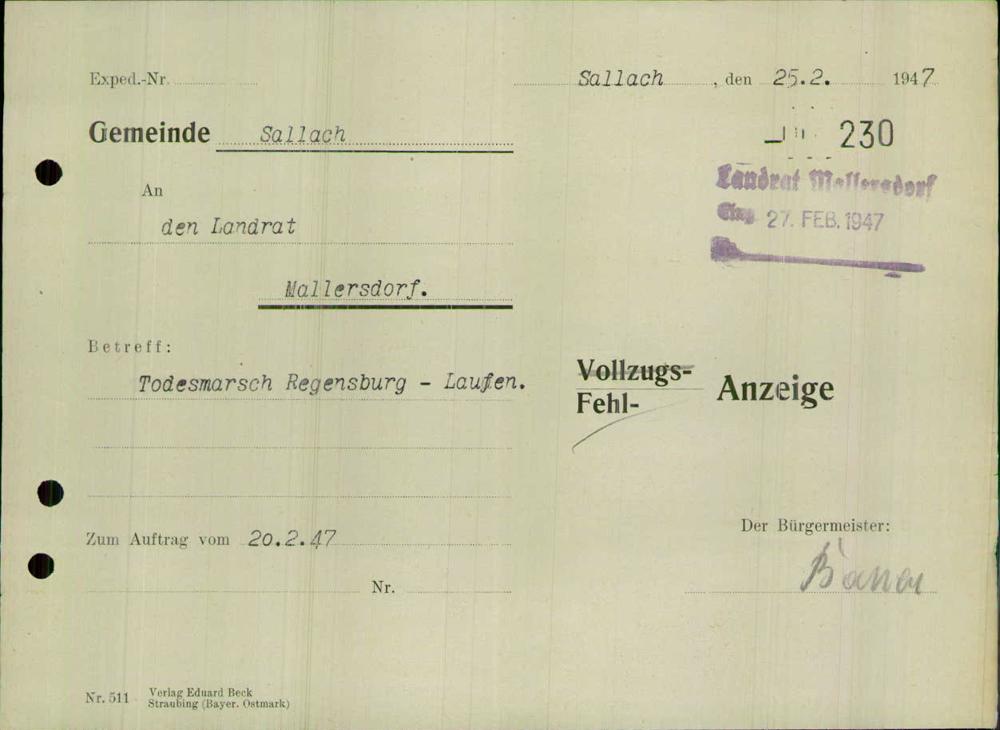 Exped.-Nr.
Sallach, den 25.2. 1947
Gemeinde Sallach
230
An
Landrat Mallersdorf
den Landrat
Eing. 27. FEB. 1947
Mallersdorf.
Betreff:
Todesmarsch Regensburg - Laufen.
Vollzugs-
Fehl-
Anzeige
Der Bürgermeister:
Zum Auftrag vom 20.2.47
Nr.
Nr. 511
Verlag Eduard Beck
Straubing (Bayer. Ostmark)